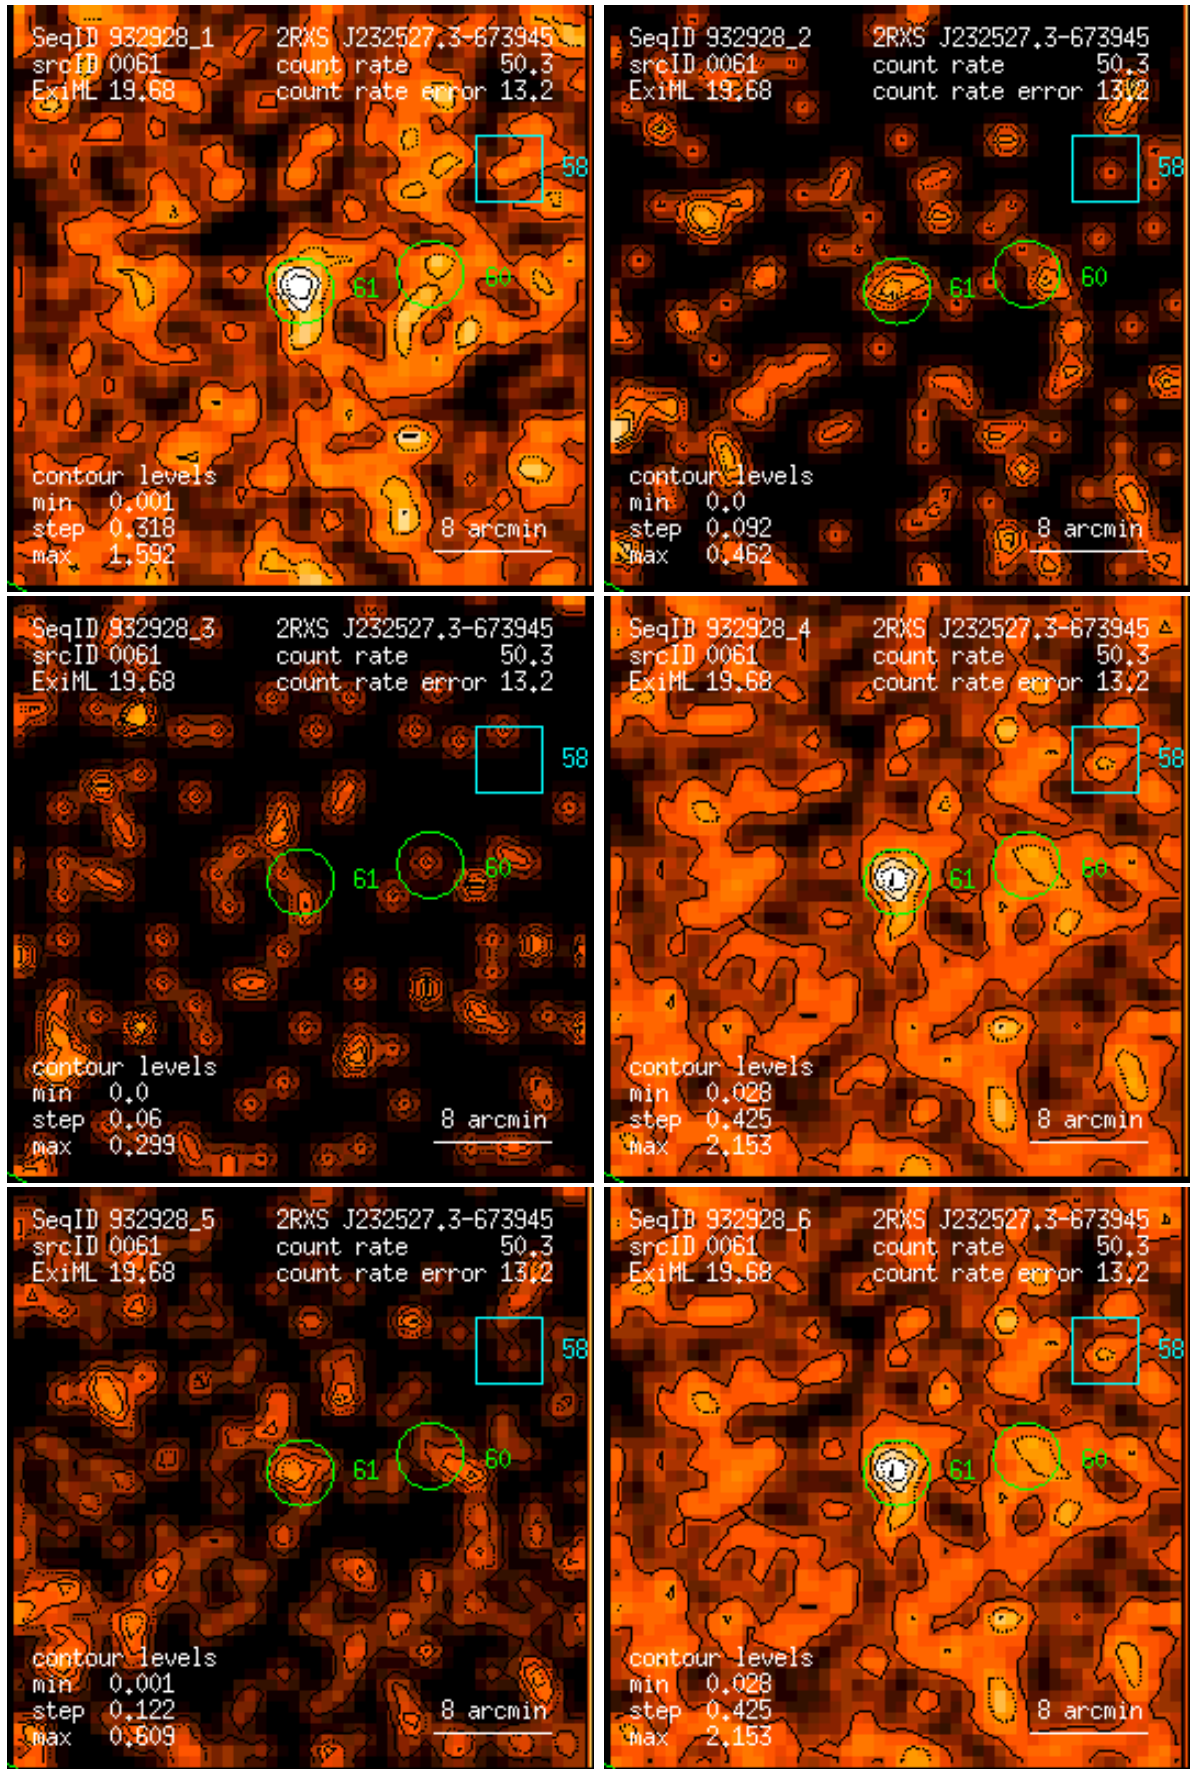 SeqID 932928_1 2RXS J232527.3-673945
srcID 0061 count rate 50.3
ExiML 19.68 count rate error 13.2
58
61 60
contour levels
min 0.001
step 0.318 8 arcmin
max 1.592
SeqID 932928_2 2RXS J232527.3-673945
srcID 0061 count rate 50.3
ExiML 19.68 count rate error 13.2
58
61 60
contour levels
min 0.0
step 0.092 8 arcmin
max 0.462
SeqID 932928_3 2RXS J232527.3-673945
srcID 0061 count rate 50.3
ExiML 19.68 count rate error 13.2
58
61 60
contour levels
min 0.0
step 0.06 8 arcmin
max 0.299
SeqID 932928_4 2RXS J232527.3-673945
srcID 0061 count rate 50.3
ExiML 19.68 count rate error 13.2
58
61 60
contour levels
min 0.028
step 0.425 8 arcmin
max 2.153
SeqID 932928_5 2RXS J232527.3-673945
srcID 0061 count rate 50.3
ExiML 19.68 count rate error 13.2
58
61 60
contour levels
min 0.001
step 0.122 8 arcmin
max 0.609
SeqID 932928_6 2RXS J232527.3-673945
srcID 0061 count rate 50.3
ExiML 19.68 count rate error 13.2
58
61 60
contour levels
min 0.028
step 0.425 8 arcmin
max 2.153